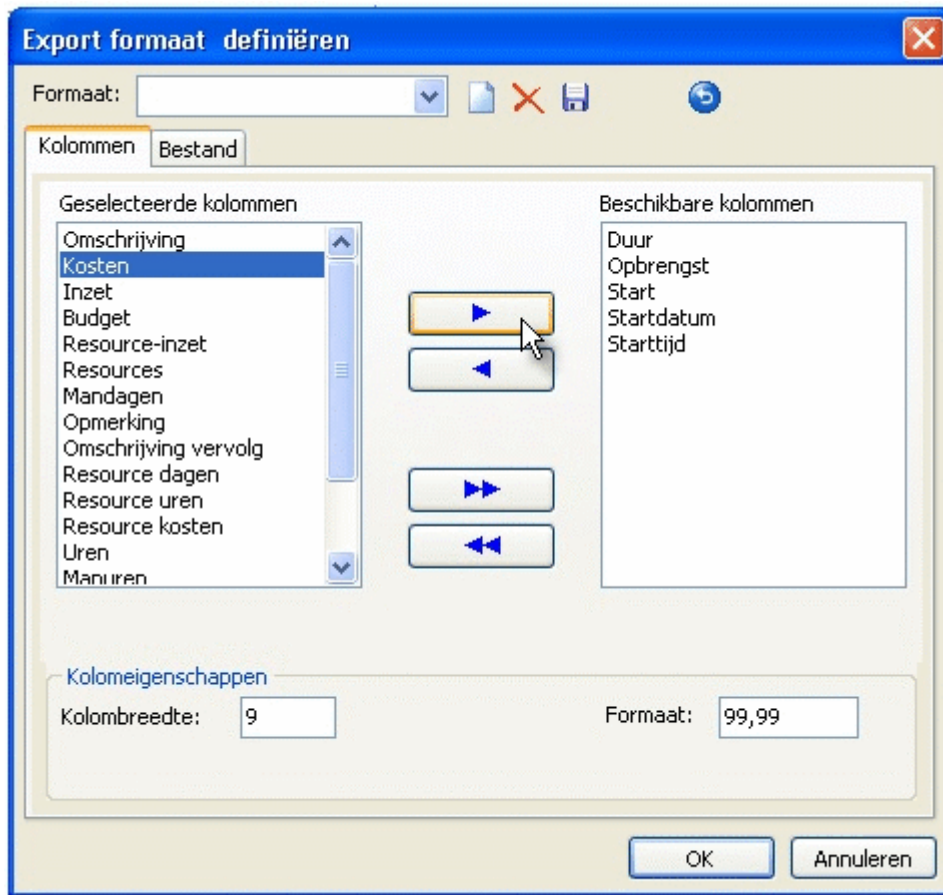 Export formaat definiëren
Formaat:
Kolommen
Bestand
Geselecteerde kolommen
Beschikbare kolommen
Omschrijving
Kosten
Inzet
Budget
Resource-inzet
Resources
Mandagen
Opmerking
Omschrijving vervolg
Resource dagen
Resource uren
Resource kosten
Uren
Manuren
Duur
Opbrengst
Start
Startdatum
Starttijd
Kolomeigenschappen
Kolombreedte: 9
Formaat: 99,99
OK
Annuleren